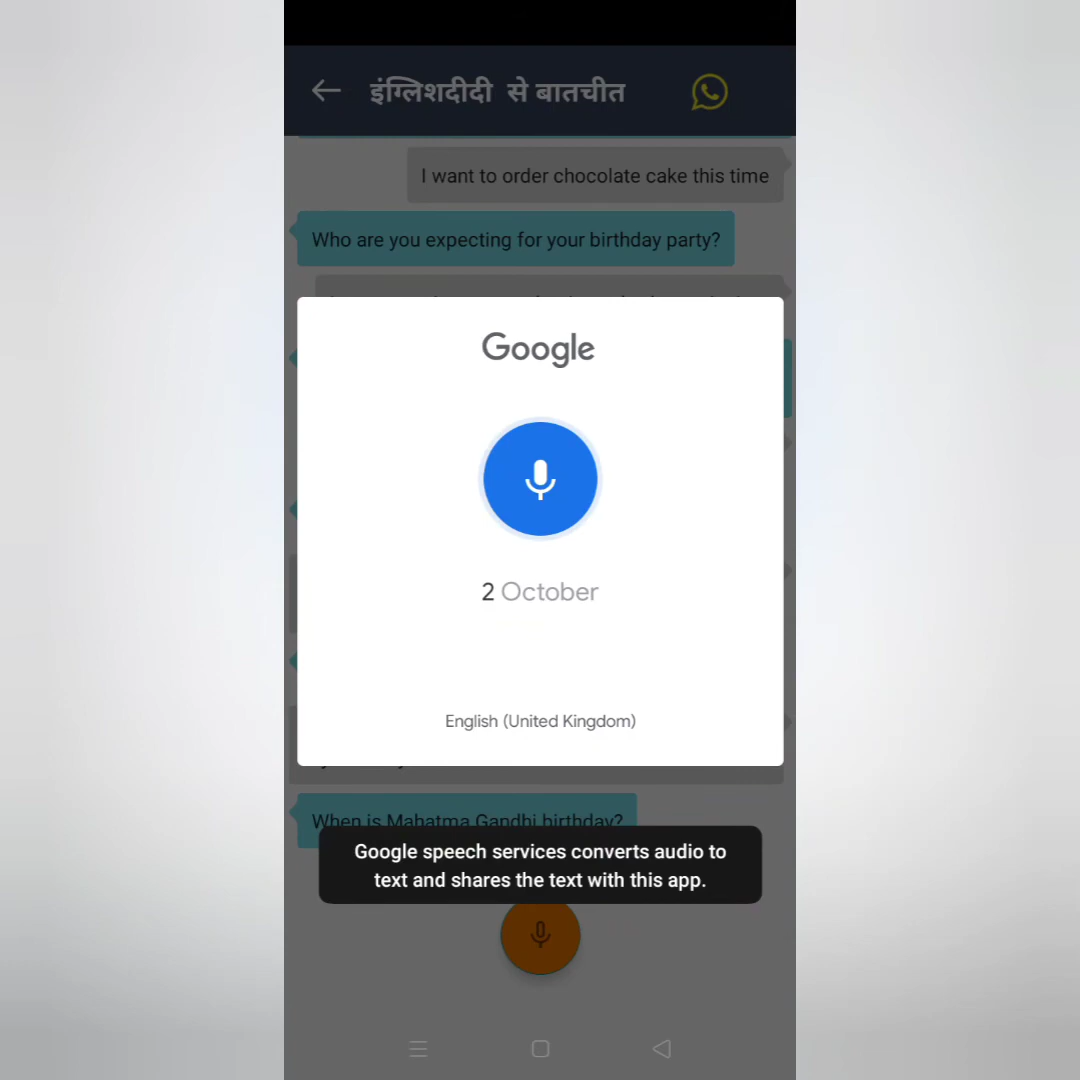 इंग्लिशदीदी से बातचीत
I want to order chocolate cake this time
Who are you expecting for your birthday party?
Google
2 October
English (United Kingdom)
When is Mahatma Gandhi birthday?
Google speech services converts audio to
text and shares the text with this app.